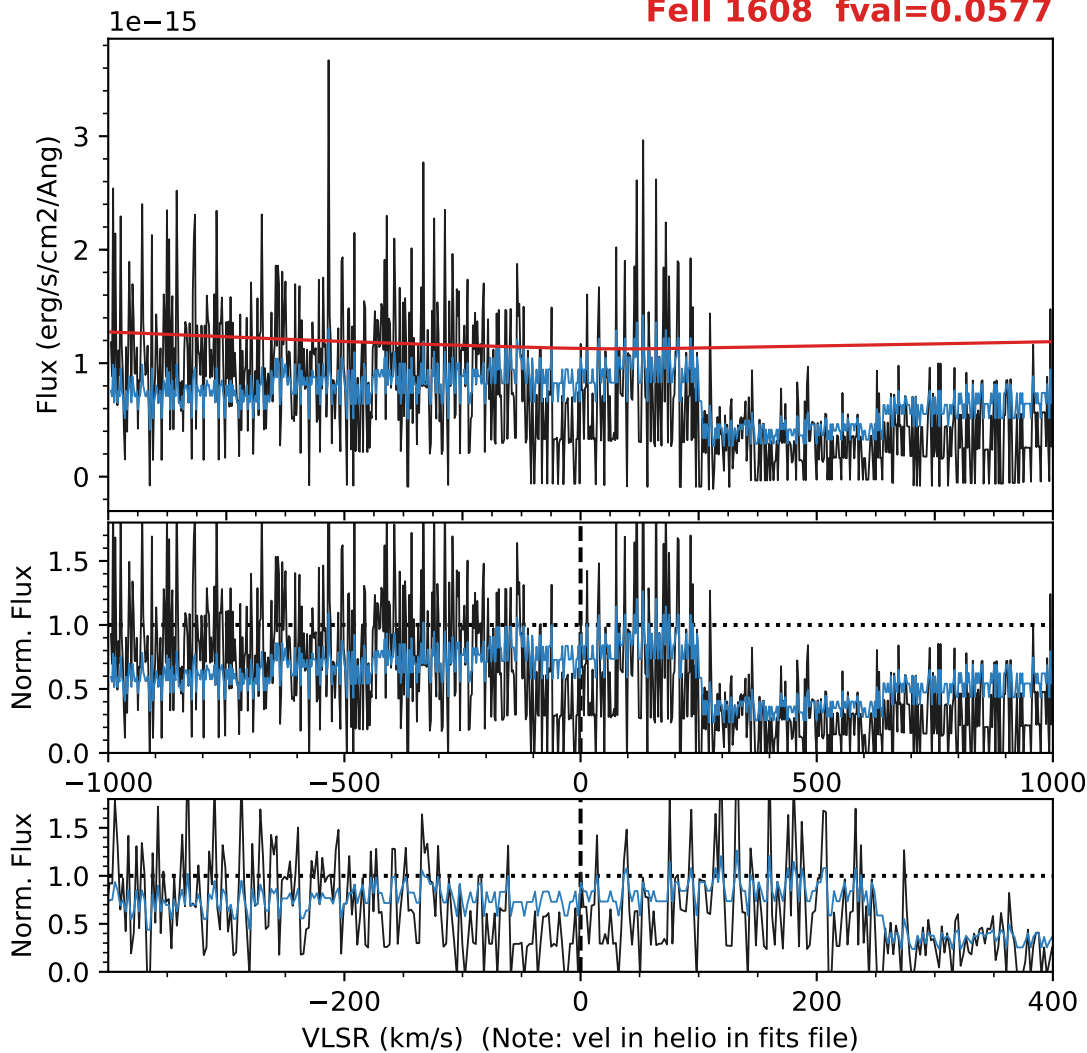 1e−15
FeII 1608 fval=0.0577
Flux (erg/s/cm2/Ang)
3
2
1
0
Norm. Flux
1.5
1.0
0.5
0.0
−1000 −500 0 500 1000
Norm. Flux
1.5
1.0
0.5
0.0
−200 0 200 400
VLSR (km/s) (Note: vel in helio in fits file)